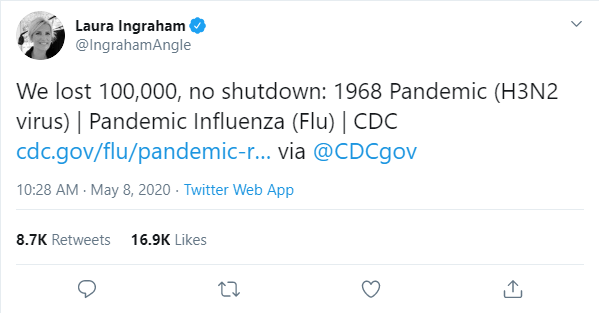 Laura Ingraham
@IngrahamAngle
We lost 100,000, no shutdown: 1968 Pandemic (H3N2
virus) | Pandemic Influenza (Flu) | CDC
cdc.gov/flu/pandemic-r... via @CDCgov
10:28 AM · May 8, 2020 · Twitter Web App
8.7K Retweets 16.9K Likes